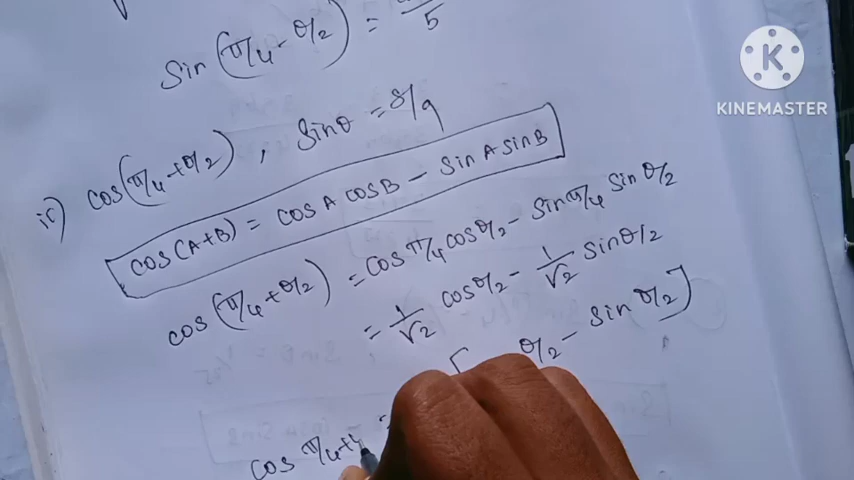 Sin(π/4 - θ/2) = 5
ii) cos(π/4+θ/2), Sinθ = 8/9
cos(A+B) = cosA cosB - SinA sinB
cos(π/4+θ/2) = cos π/4 cosθ/2 - Sin π/4 Sin θ/2
= 1/√2 cosθ/2 - 1/√2 sinθ/2
[ θ/2 - sin θ/2]
cos π/4+
K
KINEMASTER